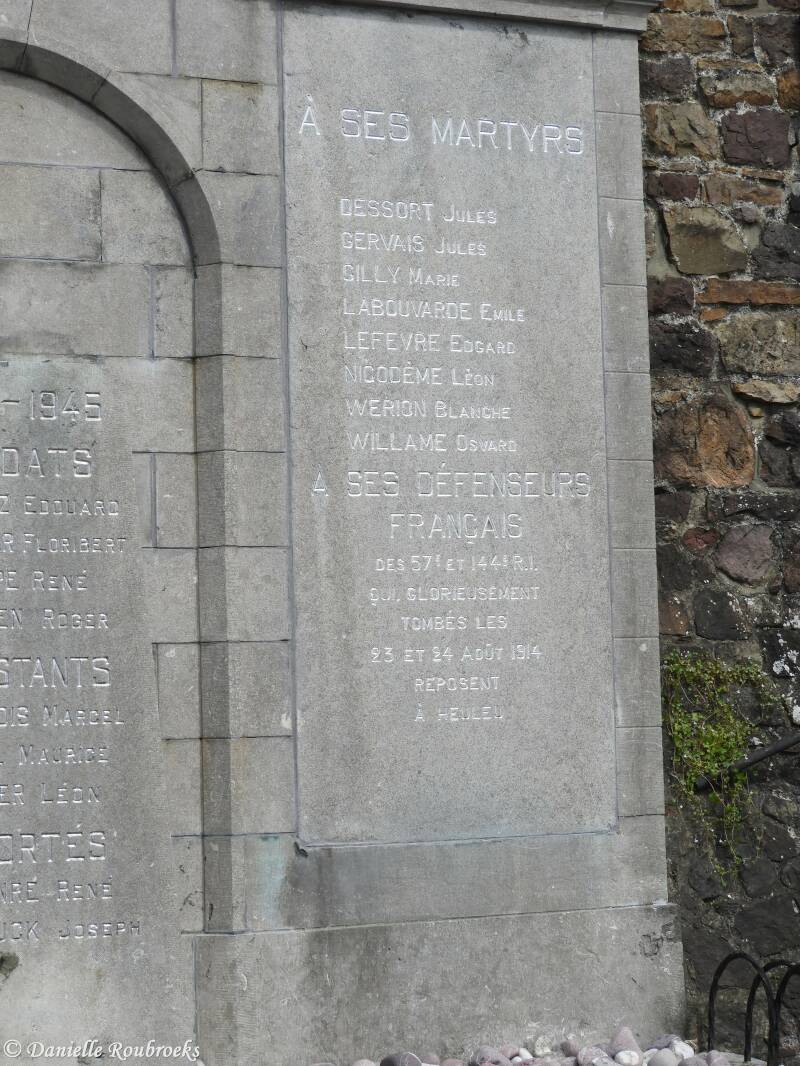 - 1945
DATS
Z EDOUARD
R FLORIBERT
PE RENÉ
EN ROGER
STANTS
OIS MARCEL
L MAURICE
ER LÉON
ORTÉS
NRÉ RENÉ
UCK JOSEPH
À SES MARTYRS
DESSORT JULES
GERVAIS JULES
GILLY MARIE
LABOUVARDE EMILE
LEFEVRE EDGARD
NICODÈME LÈON
WERION BLANCHE
WILLAME OSVARD
A SES DÉFENSEURS
FRANÇAIS
DES 57E ET 144E R.I.
QUI, GLORIEUSEMENT
TOMBÉS LES
23 ET 24 AOÛT 1914
REPOSENT
À HEULEU
© Danielle Roubroeks